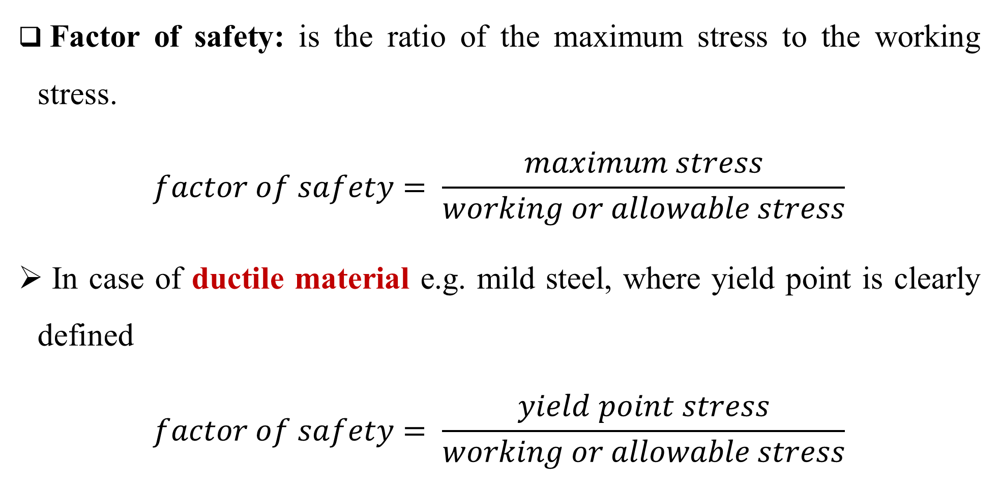 ❑ Factor of safety: is the ratio of the maximum stress to the working
stress.
factor of safety = maximum stress / working or allowable stress
➢ In case of ductile material e.g. mild steel, where yield point is clearly
defined
factor of safety = yield point stress / working or allowable stress